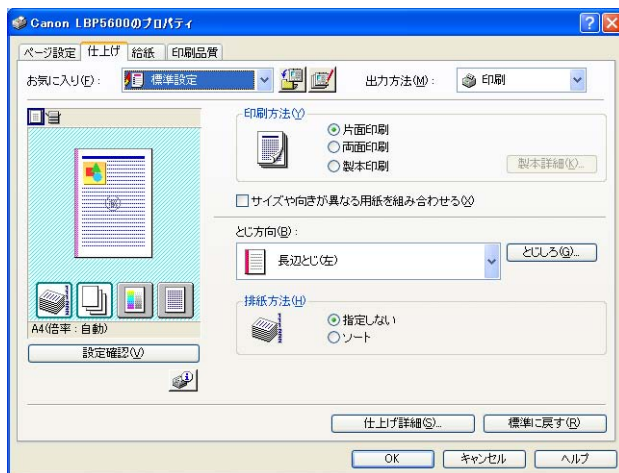 Canon LBP5600のプロパティ
ページ設定 仕上げ 給紙 印刷品質
お気に入り(F): 標準設定 出力方法(M): 印刷
印刷方法(Y)
片面印刷
両面印刷
製本印刷 製本詳細(K)...
サイズや向きが異なる用紙を組み合わせる(X)
とじ方向(B):
長辺とじ(左) とじしろ(G)...
排紙方法(H)
指定しない
ソート
A4(倍率:自動)
設定確認(V)
仕上げ詳細(S)... 標準に戻す(R)
OK キャンセル ヘルプ